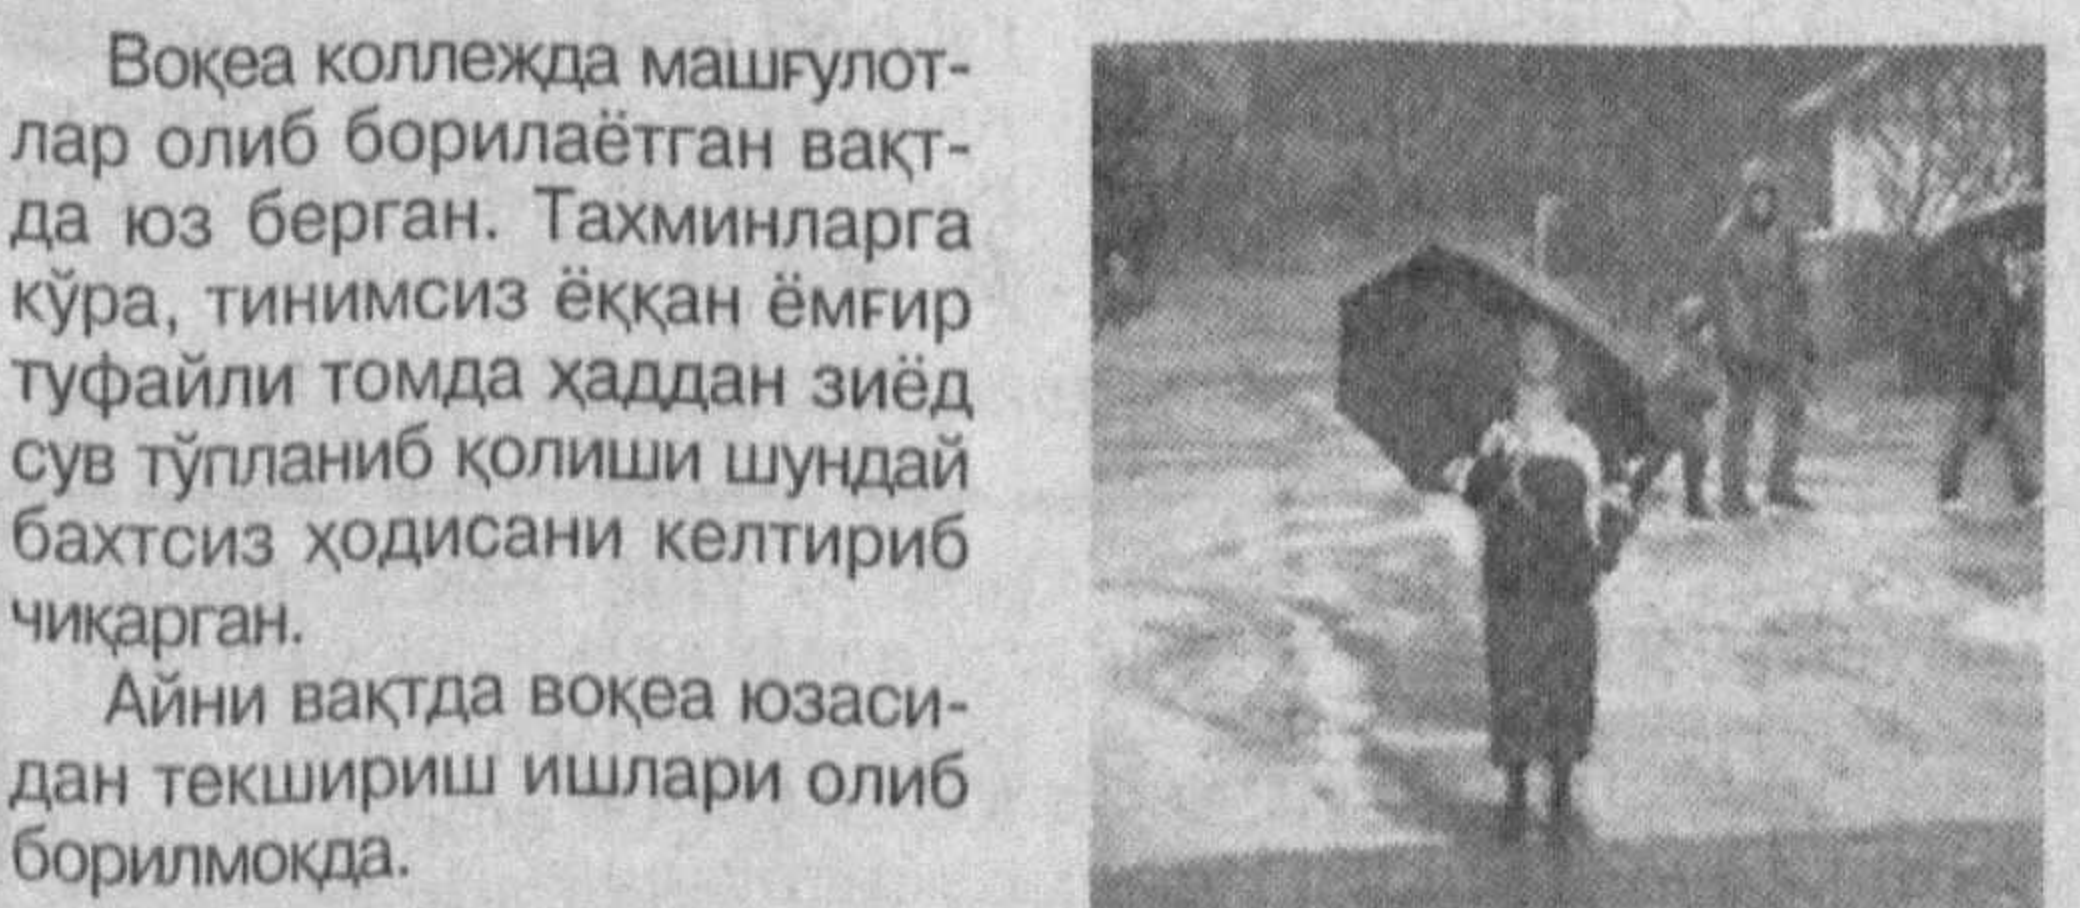 Воқеа коллежда машғулот-
лар олиб борилаётган вақт-
да юз берган. Тахминларга
кўра, тинимсиз ёққан ёмғир
туфайли томда ҳаддан зиёд
сув тўпланиб қолиши шундай
бахтсиз ҳодисани келтириб
чиқарган.
Айни вақтда воқеа юзаси-
дан текшириш ишлари олиб
борилмоқда.